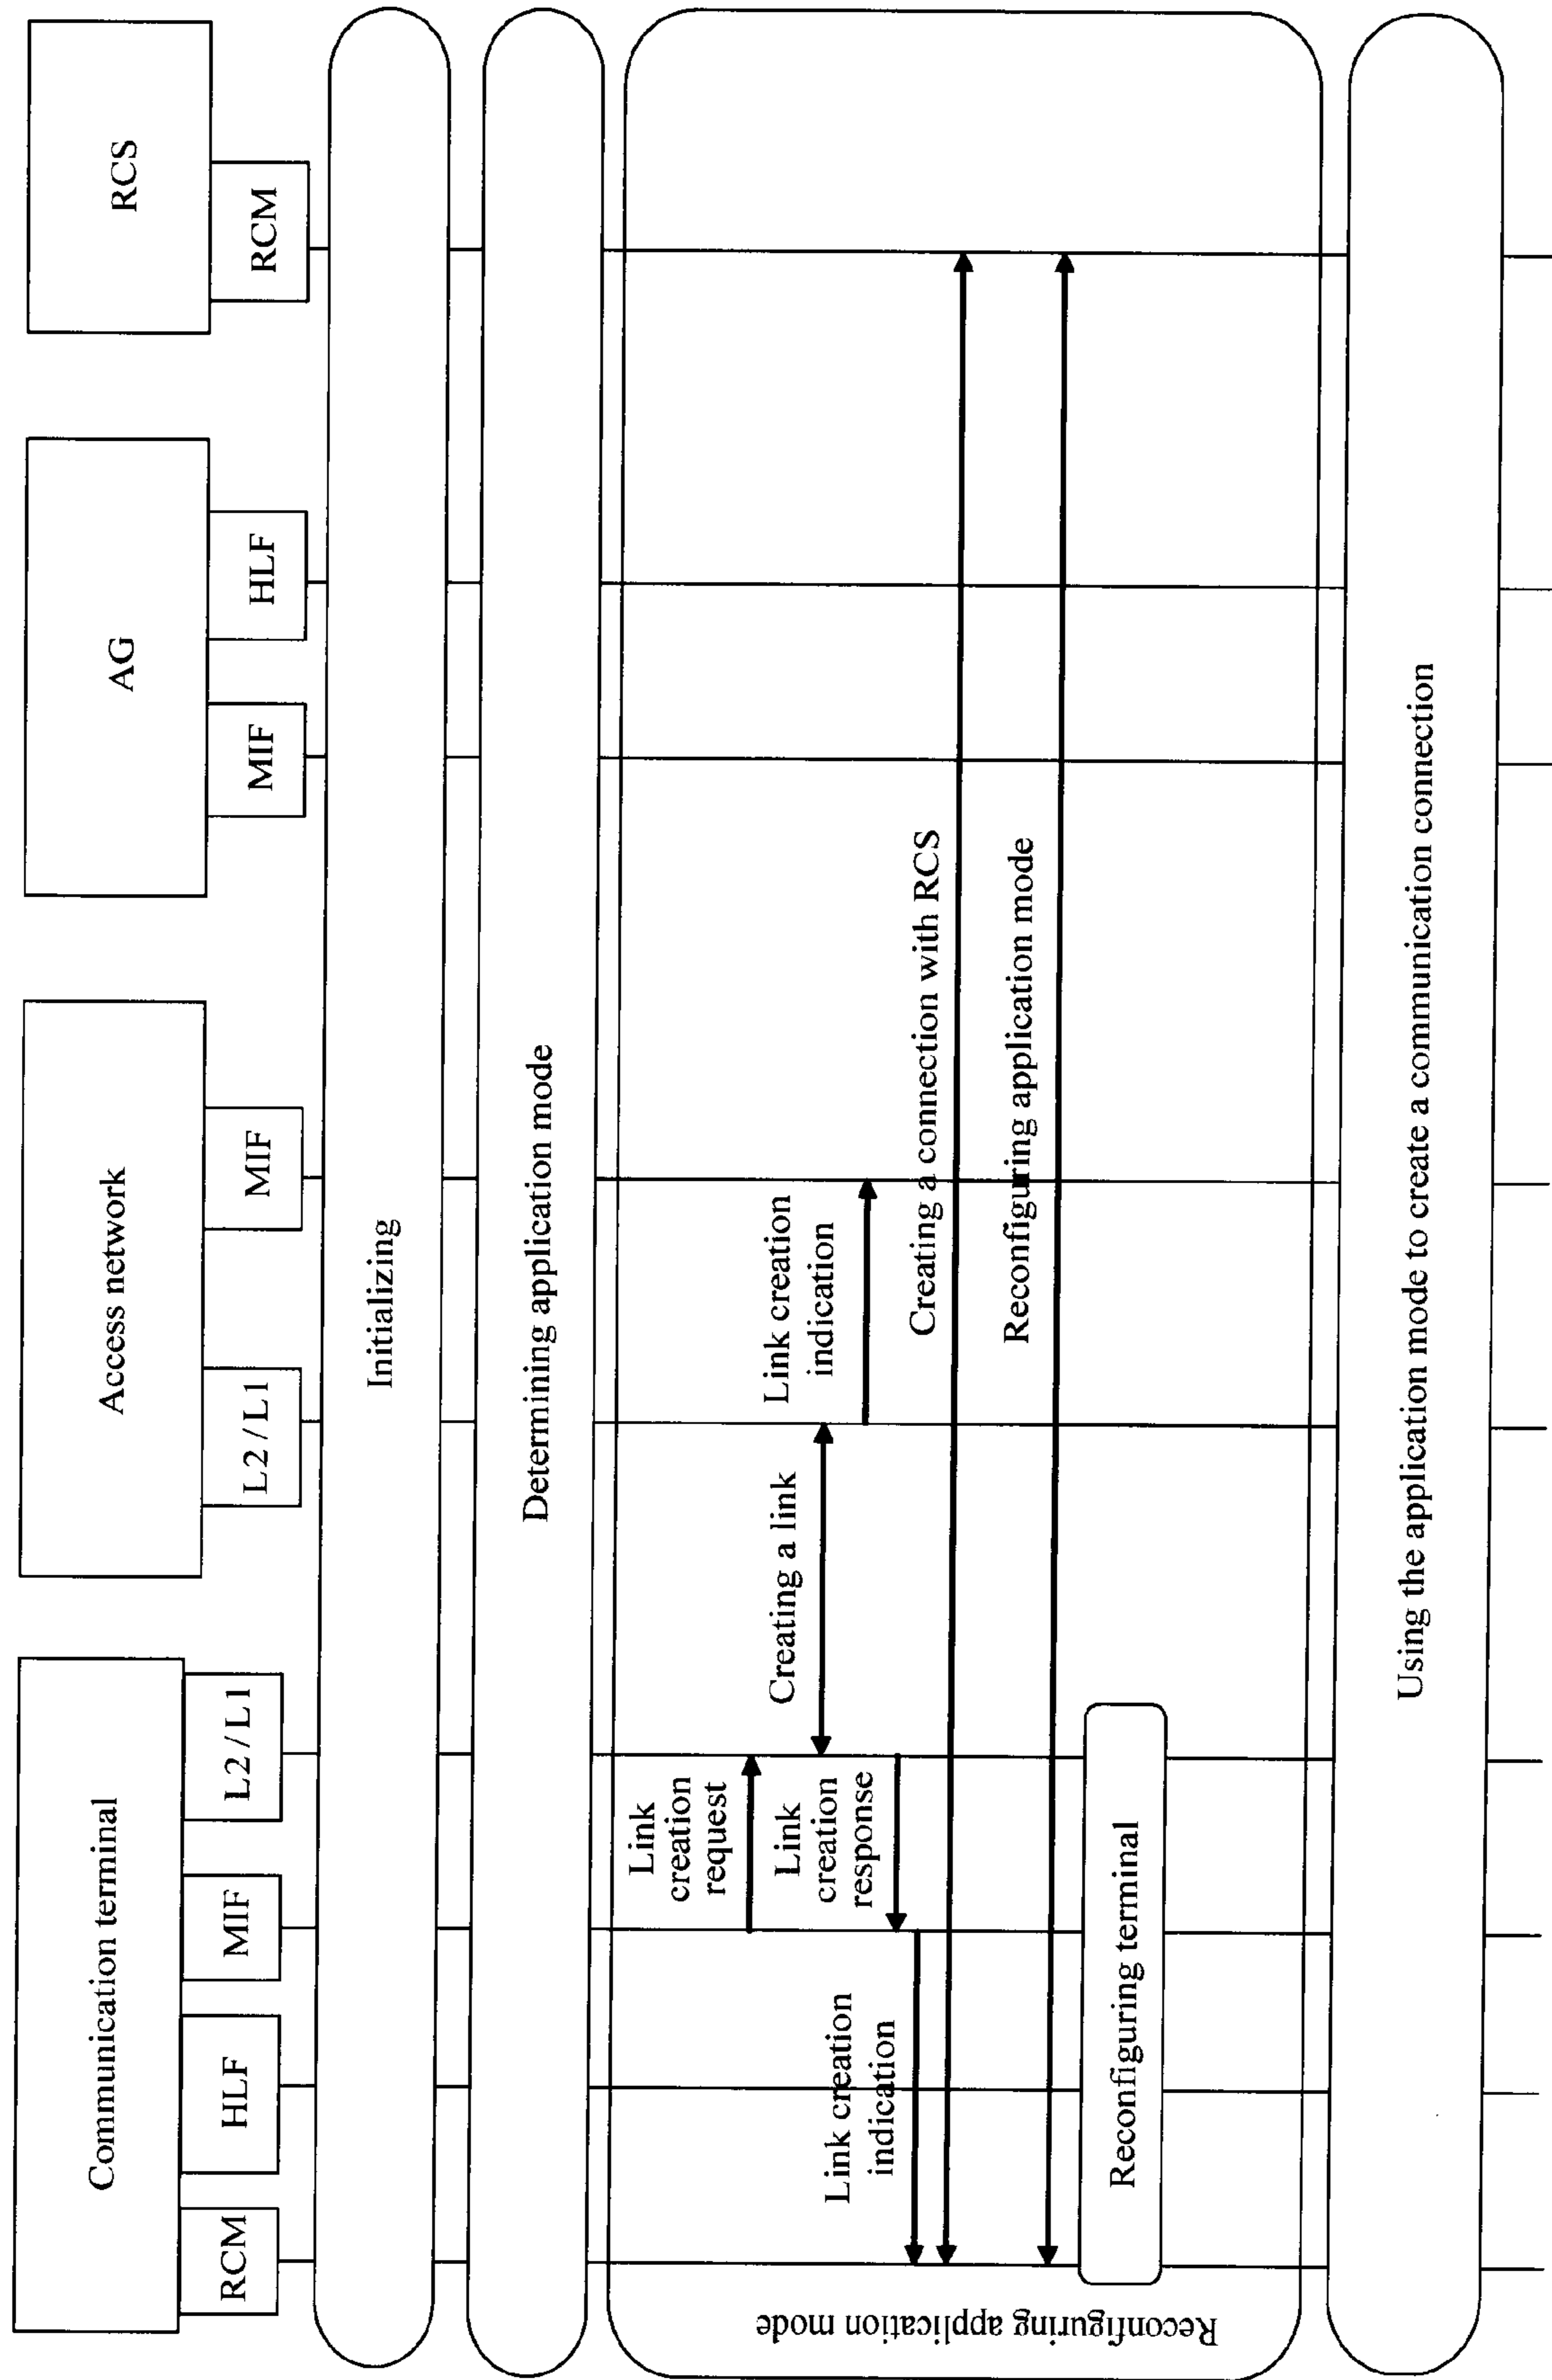 Communication terminal
Access network
AG
RCS
RCM
HLF
MIF
L2 / L1
L2 / L1
MIF
MIF
HLF
RCM
Initializing
Determining application mode
Reconfiguring application mode
Link
creation
request
Creating a link
Link
creation
response
Link creation
indication
Link creation
indication
Creating a connection with RCS
Reconfiguring application mode
Reconfiguring terminal
Using the application mode to create a communication connection